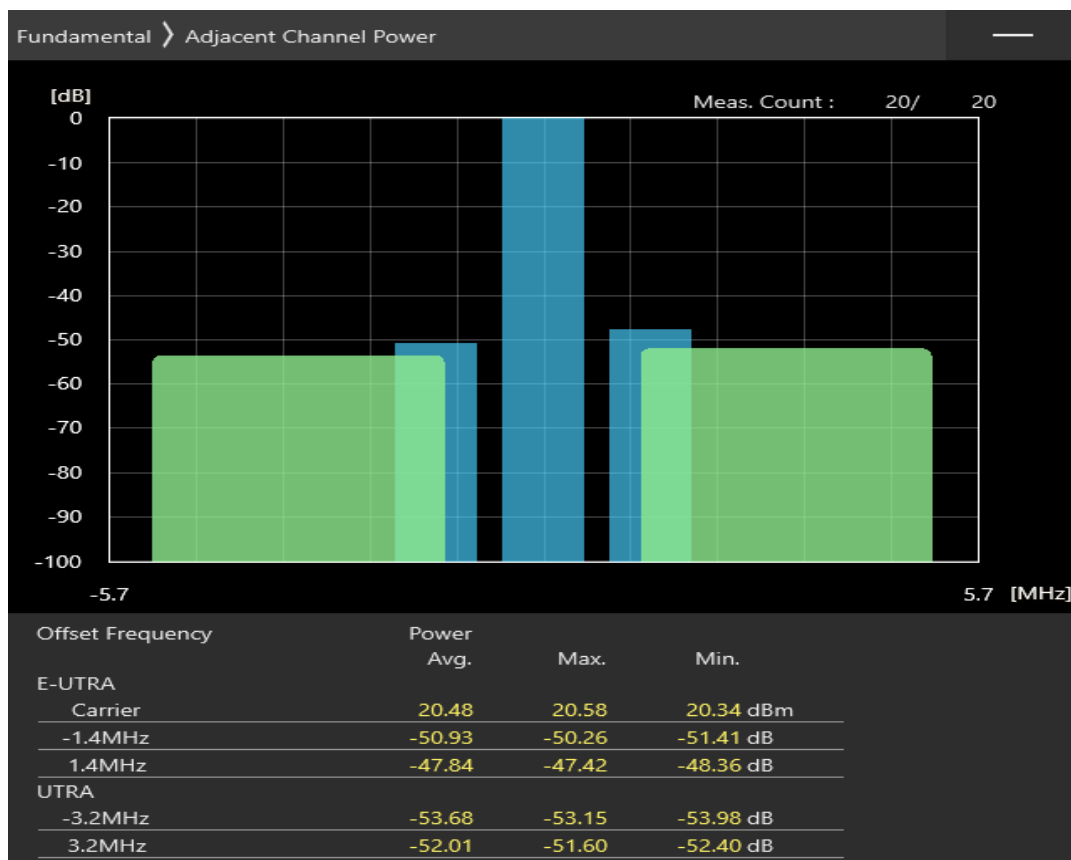 Fundamental ❯ Adjacent Channel Power
[dB]
Meas. Count : 20/ 20
0
-10
-20
-30
-40
-50
-60
-70
-80
-90
-100
-5.7 5.7 [MHz]
Offset Frequency Power
Avg. Max. Min.
E-UTRA
Carrier 20.48 20.58 20.34 dBm
-1.4MHz -50.93 -50.26 -51.41 dB
1.4MHz -47.84 -47.42 -48.36 dB
UTRA
-3.2MHz -53.68 -53.15 -53.98 dB
3.2MHz -52.01 -51.60 -52.40 dB